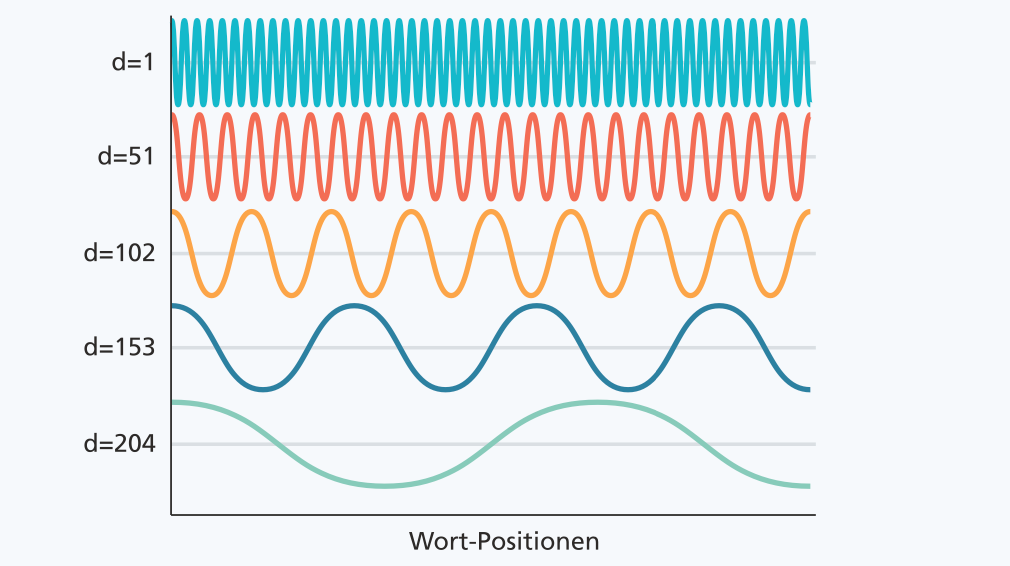 d=1
d=51
d=102
d=153
d=204
Wort-Positionen